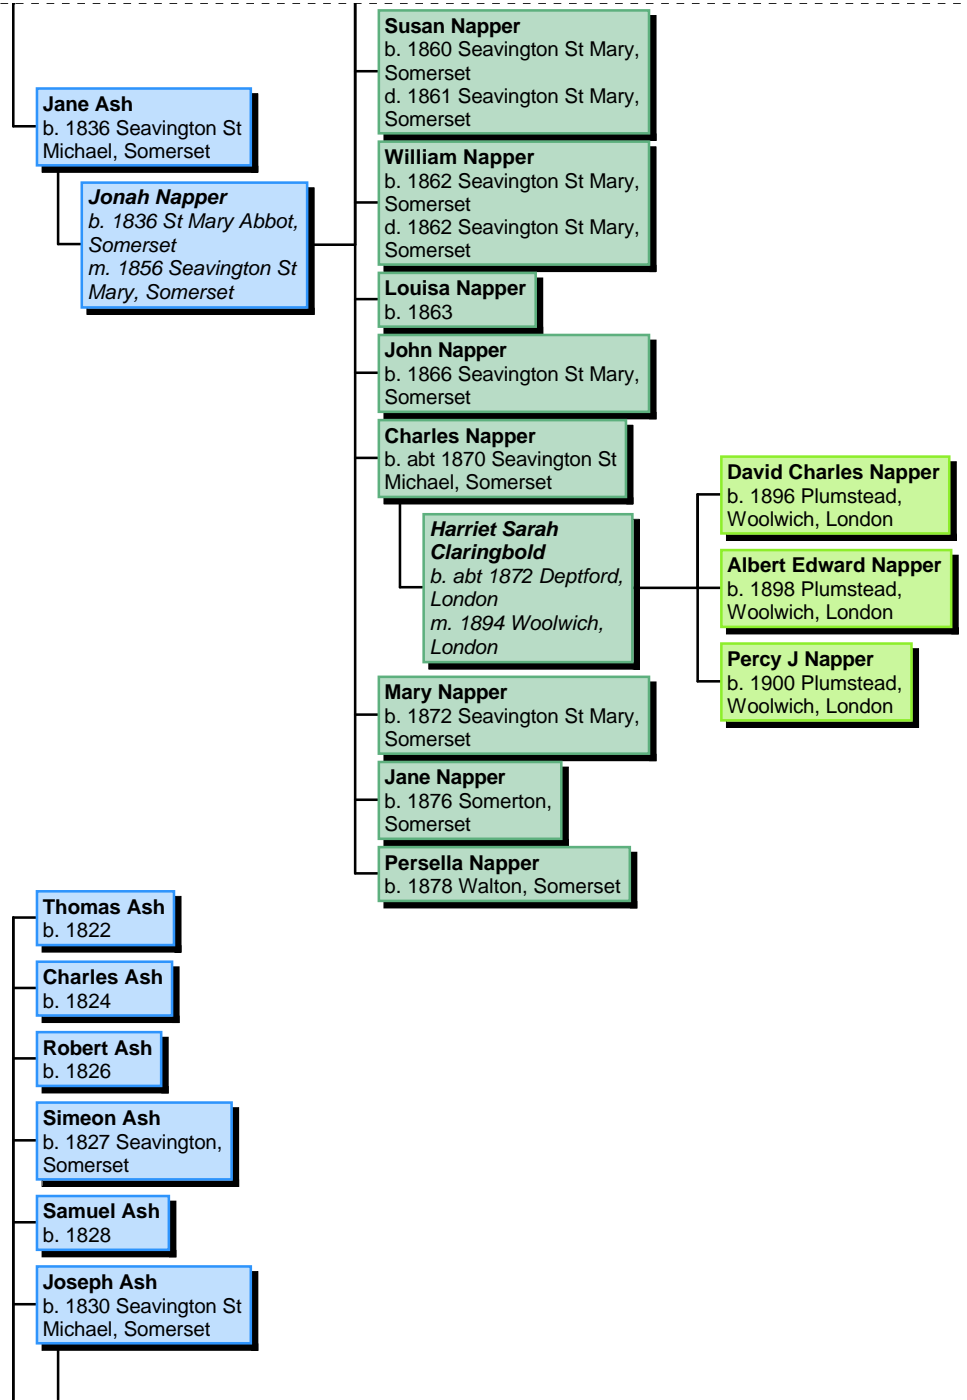 Susan Napper
b. 1860 Seavington St Mary,
Somerset
d. 1861 Seavington St Mary,
Somerset
Jane Ash
b. 1836 Seavington St
Michael, Somerset
William Napper
b. 1862 Seavington St Mary,
Somerset
d. 1862 Seavington St Mary,
Somerset
Jonah Napper
b. 1836 St Mary Abbot,
Somerset
m. 1856 Seavington St
Mary, Somerset
Louisa Napper
b. 1863
John Napper
b. 1866 Seavington St Mary,
Somerset
Charles Napper
b. abt 1870 Seavington St
Michael, Somerset
Harriet Sarah
Claringbold
b. abt 1872 Deptford,
London
m. 1894 Woolwich,
London
David Charles Napper
b. 1896 Plumstead,
Woolwich, London
Albert Edward Napper
b. 1898 Plumstead,
Woolwich, London
Percy J Napper
b. 1900 Plumstead,
Woolwich, London
Mary Napper
b. 1872 Seavington St Mary,
Somerset
Jane Napper
b. 1876 Somerton,
Somerset
Persella Napper
b. 1878 Walton, Somerset
Thomas Ash
b. 1822
Charles Ash
b. 1824
Robert Ash
b. 1826
Simeon Ash
b. 1827 Seavington,
Somerset
Samuel Ash
b. 1828
Joseph Ash
b. 1830 Seavington St
Michael, Somerset